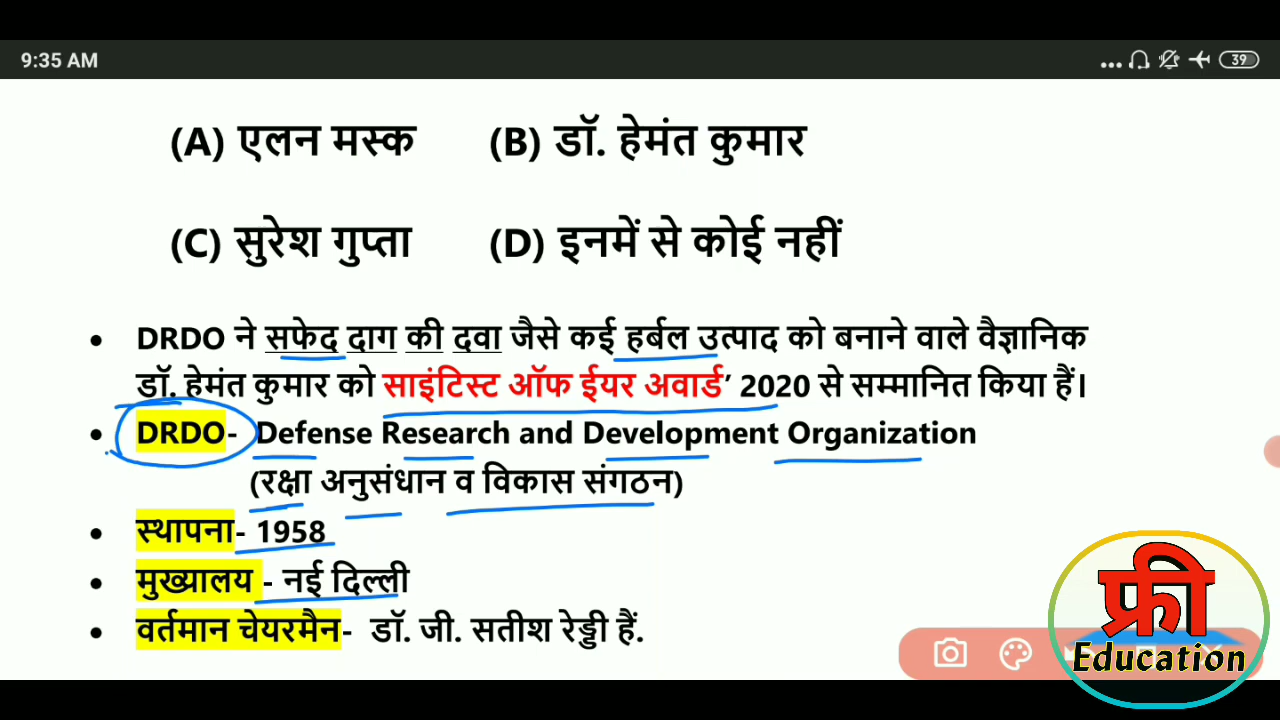 9:35 AM
39
(A) एलन मस्क (B) डॉ. हेमंत कुमार
(C) सुरेश गुप्ता (D) इनमें से कोई नहीं
• DRDO ने सफेद दाग की दवा जैसे कई हर्बल उत्पाद को बनाने वाले वैज्ञानिक
डॉ. हेमंत कुमार को साइंटिस्ट ऑफ ईयर अवार्ड’ 2020 से सम्मानित किया हैं।
• DRDO- Defense Research and Development Organization
(रक्षा अनुसंधान व विकास संगठन)
• स्थापना- 1958
• मुख्यालय - नई दिल्ली
• वर्तमान चेयरमैन- डॉ. जी. सतीश रेड्डी हैं.
फ्री
Education